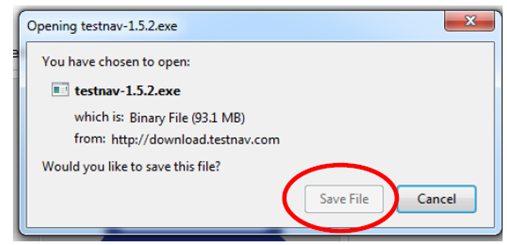 Opening testnav-1.5.2.exe
You have chosen to open:
testnav-1.5.2.exe
which is: Binary File (93.1 MB)
from: http://download.testnav.com
Would you like to save this file?
Save File Cancel